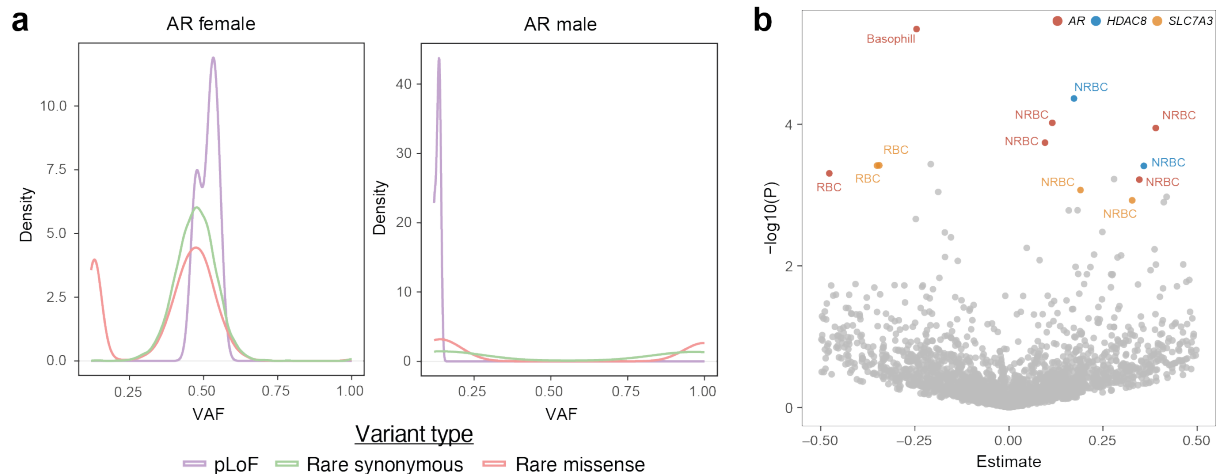 a
AR female
AR male
Density
10.0
7.5
5.0
2.5
0.0
0.25
0.50
0.75
1.00
VAF
Density
40
30
20
10
0
0.25
0.50
0.75
1.00
VAF
Variant type
pLoF
Rare synonymous
Rare missense
b
AR
HDAC8
SLC7A3
Basophill
NRBC
NRBC
NRBC
NRBC
RBC
NRBC
RBC
RBC
NRBC
NRBC
NRBC
−log10(P)
4
2
0
−0.50
−0.25
0.00
0.25
0.50
Estimate